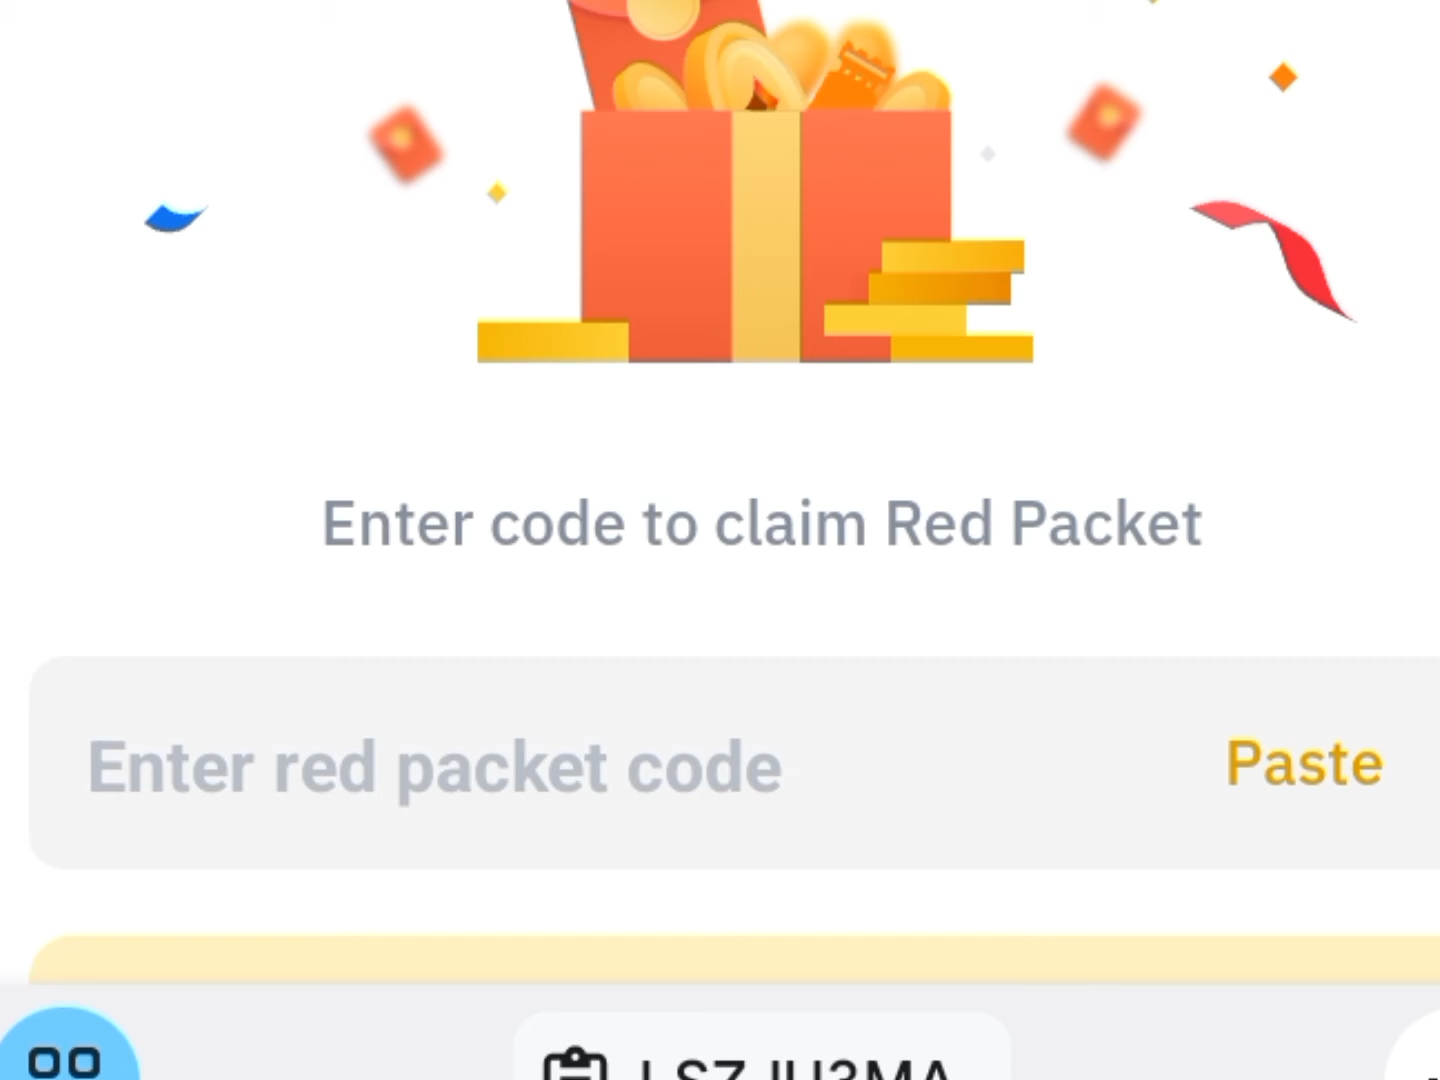 Enter code to claim Red Packet
Enter red packet code
Paste